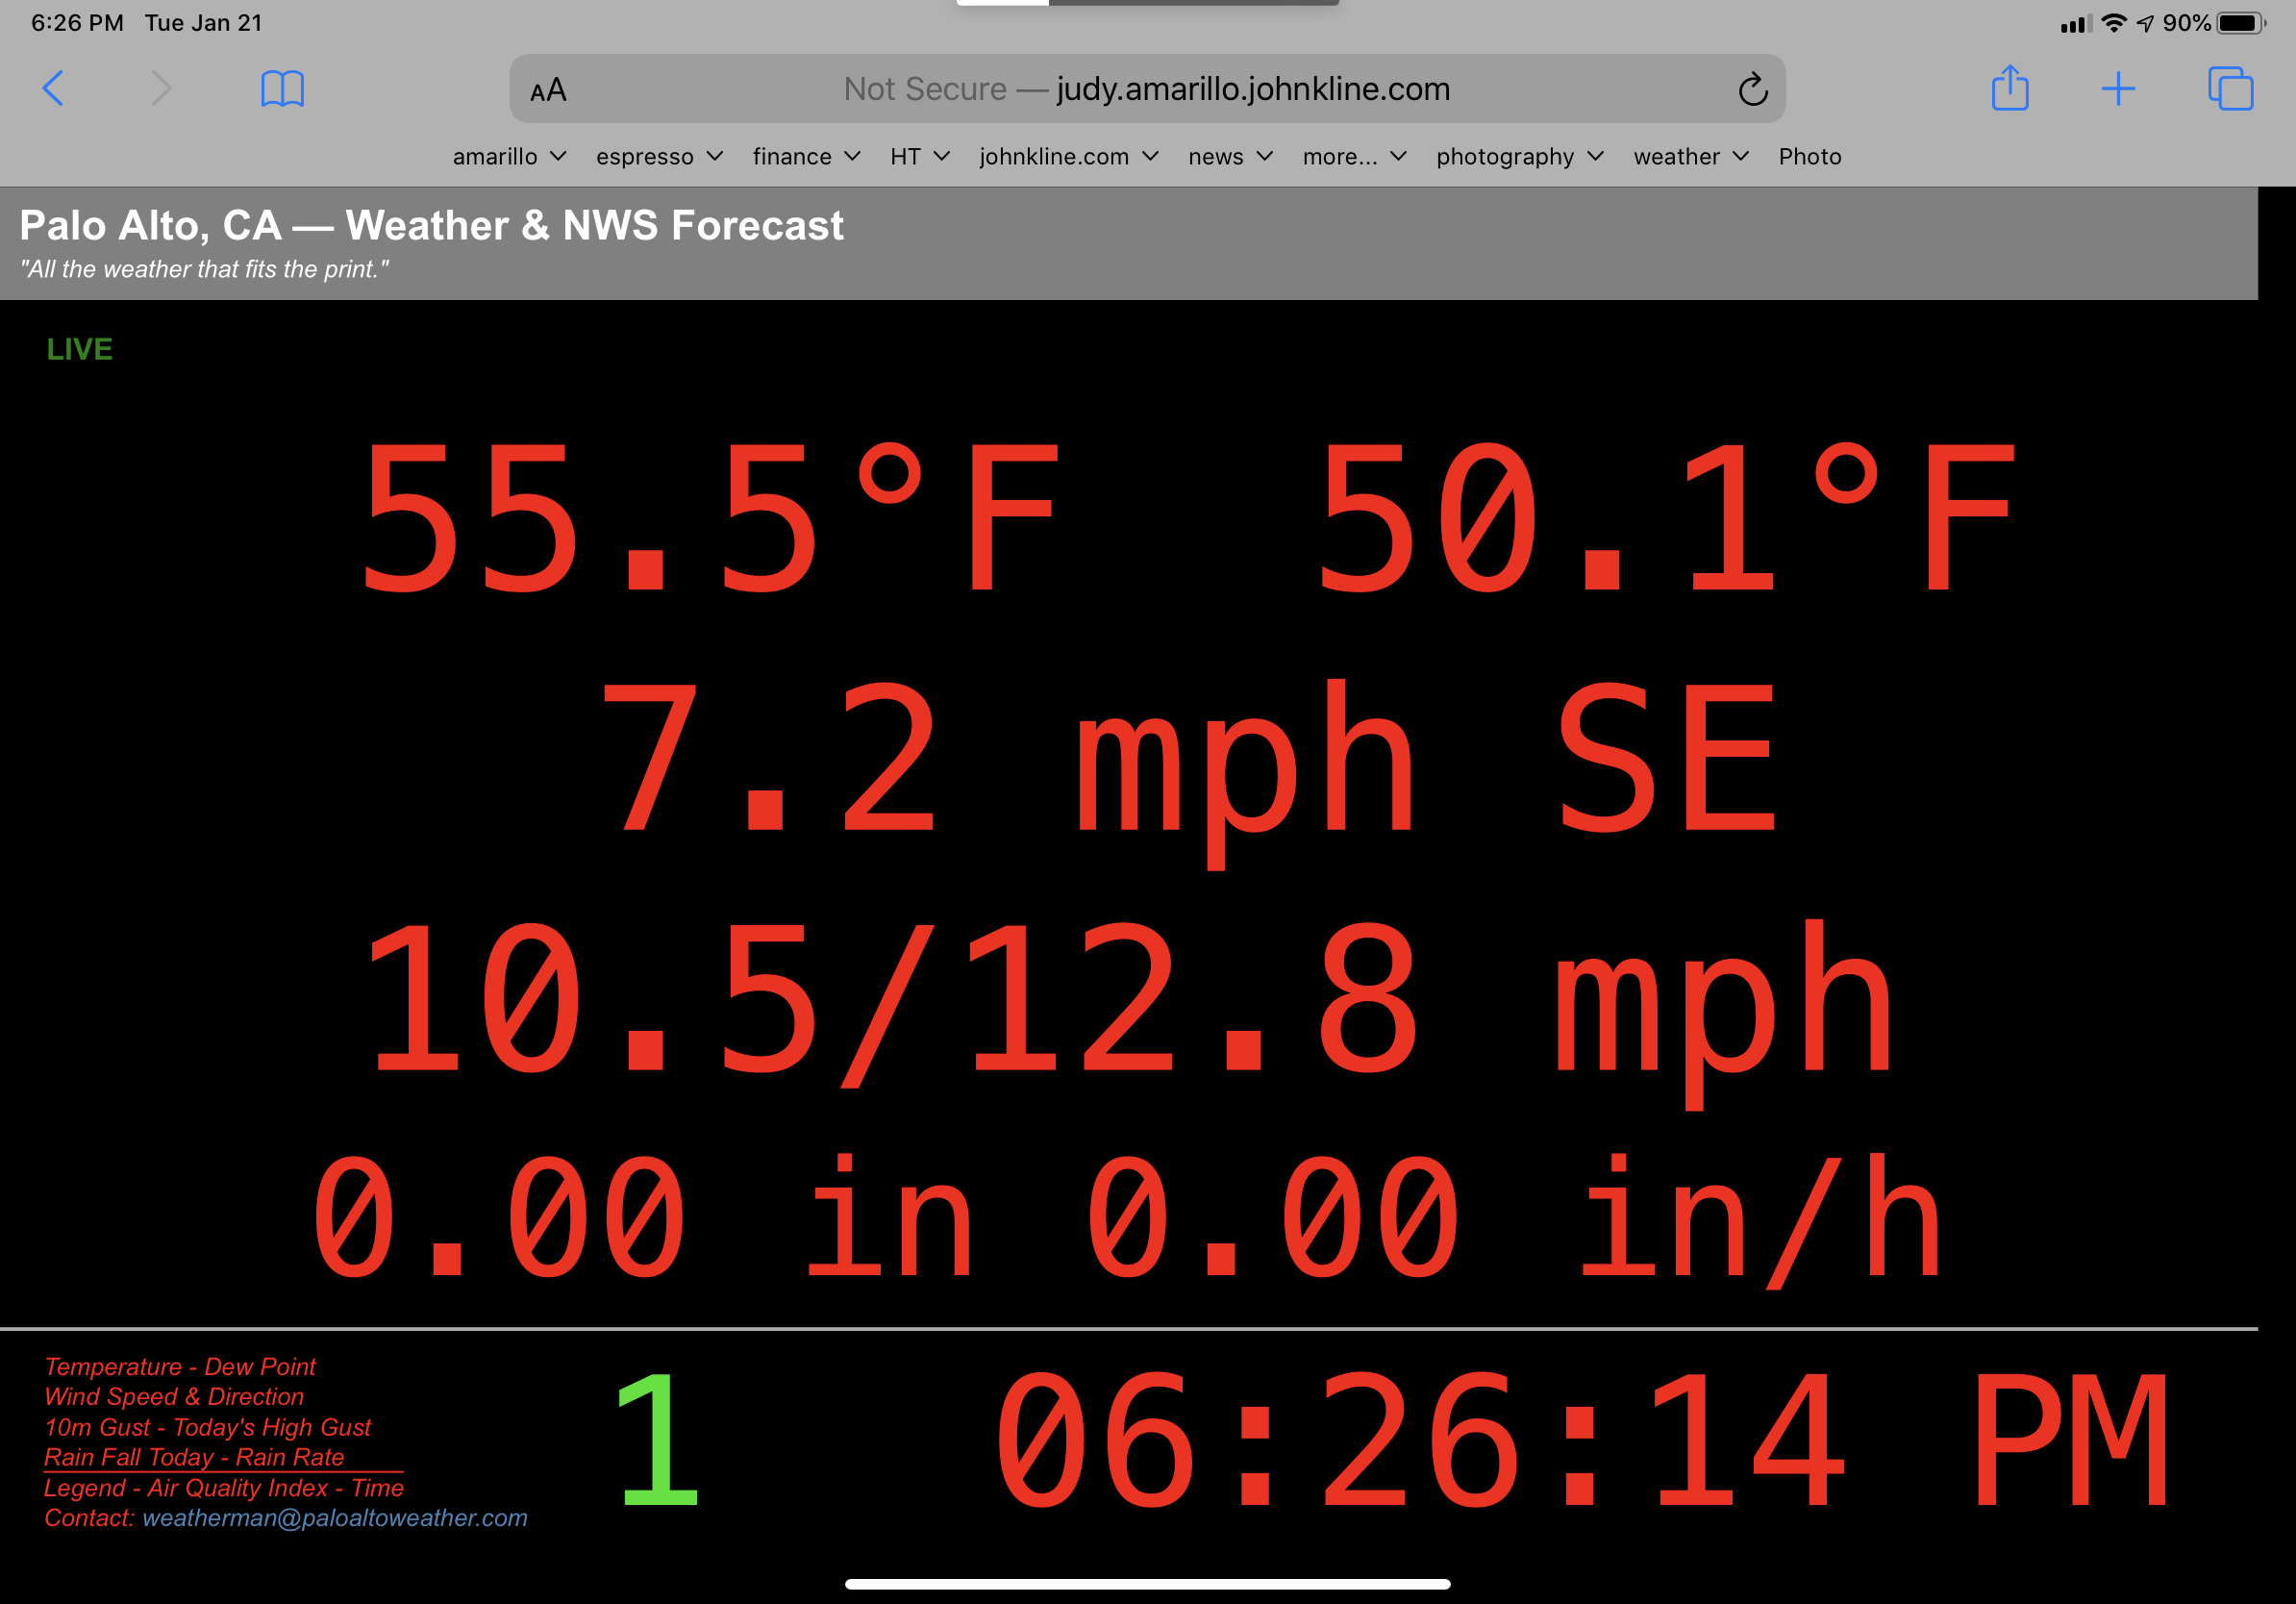 6:26 PM Tue Jan 21 90%
AA Not Secure — judy.amarillo.johnkline.com
amarillo espresso finance HT johnkline.com news more... photography weather Photo
Palo Alto, CA — Weather & NWS Forecast
"All the weather that fits the print."
LIVE
55.5°F 50.1°F
7.2 mph SE
10.5/12.8 mph
0.00 in 0.00 in/h
Temperature - Dew Point
Wind Speed & Direction
10m Gust - Today's High Gust
Rain Fall Today - Rain Rate
Legend - Air Quality Index - Time
Contact: weatherman@paloaltoweather.com
1 06:26:14 PM